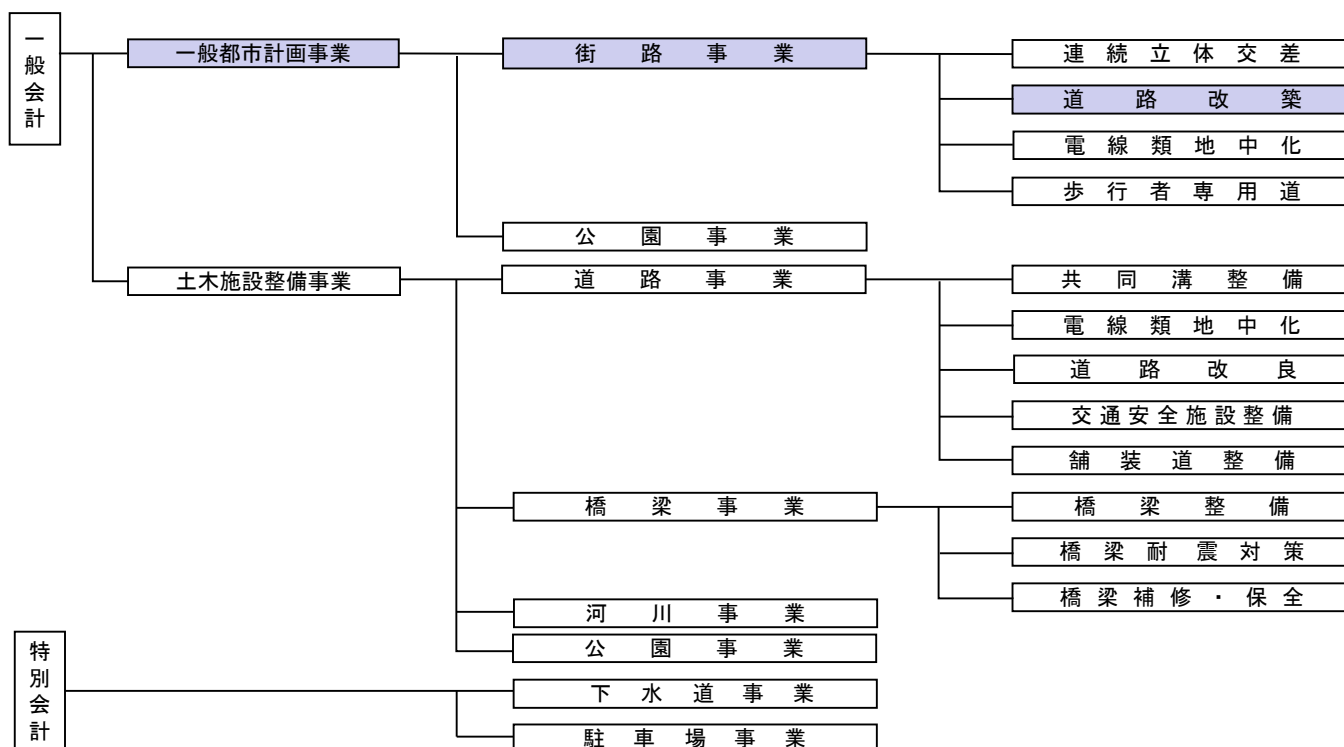 一般会計
一般都市計画事業
街路事業
連続立体交差
道路改築
電線類地中化
歩行者専用道
公園事業
土木施設整備事業
道路事業
共同溝整備
電線類地中化
道路改良
交通安全施設整備
舗装道整備
橋梁事業
橋梁整備
橋梁耐震対策
橋梁補修・保全
河川事業
公園事業
特別会計
下水道事業
駐車場事業